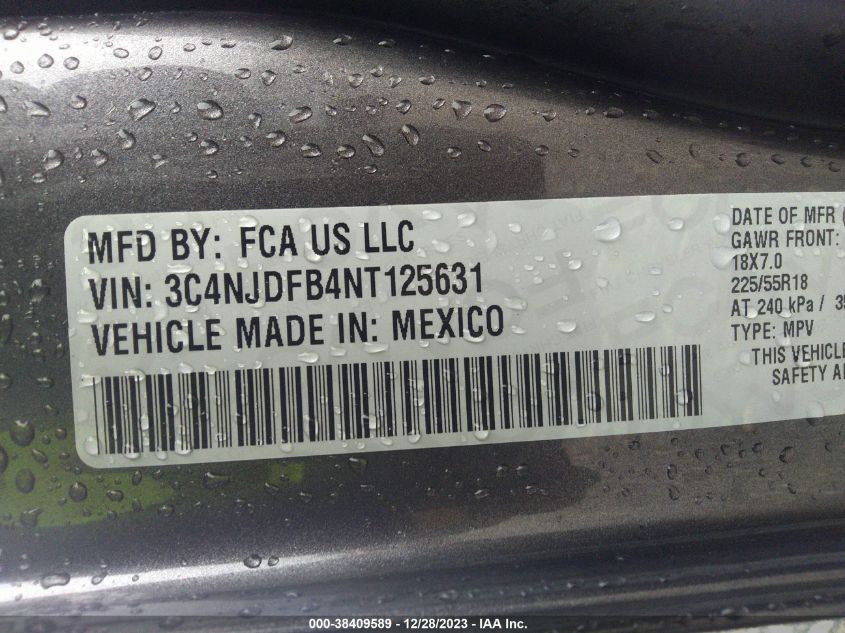 MFD BY: FCA US LLC
VIN: 3C4NJDFB4NT125631
VEHICLE MADE IN: MEXICO
DATE OF MFR (
GAWR FRONT:
18X7.0
225/55R18
AT 240 kPa / 35
TYPE: MPV
THIS VEHICLE
SAFETY
000-38409589 - 12/28/2023 - IAA Inc.